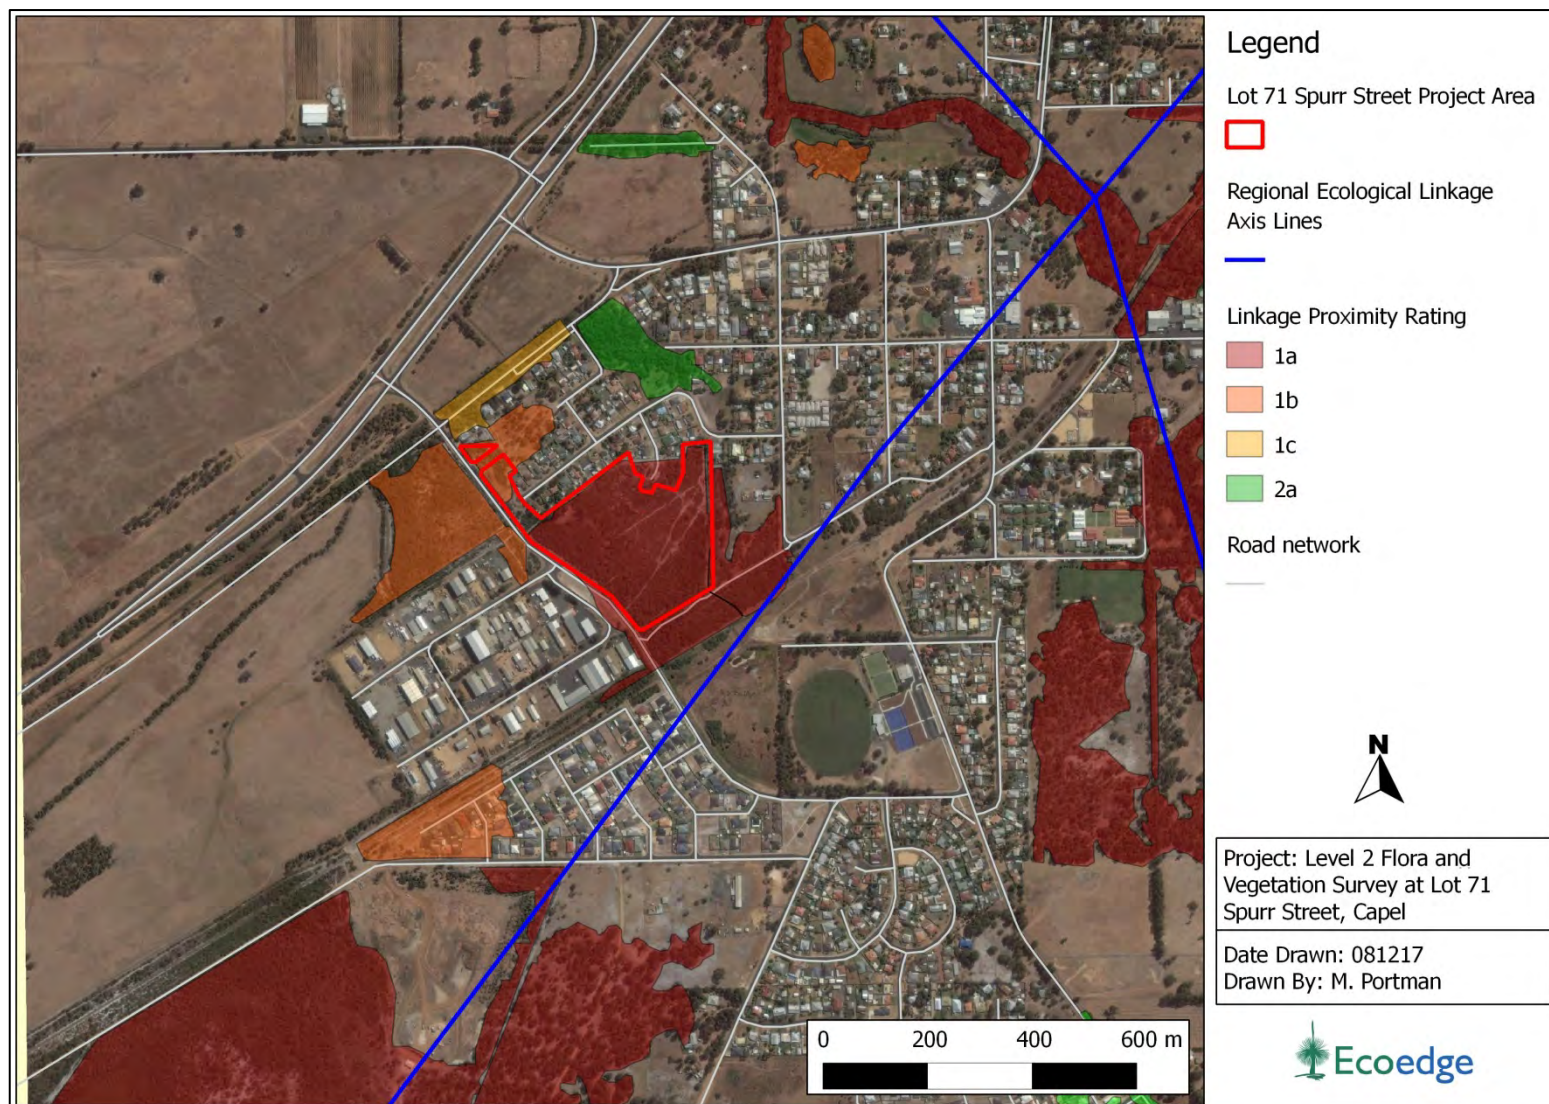 Legend
Lot 71 Spurr Street Project Area
Regional Ecological Linkage
Axis Lines
Linkage Proximity Rating
1a
1b
1c
2a
Road network
N
Project: Level 2 Flora and
Vegetation Survey at Lot 71
Spurr Street, Capel
Date Drawn: 081217
Drawn By: M. Portman
0 200 400 600 m
Ecoedge